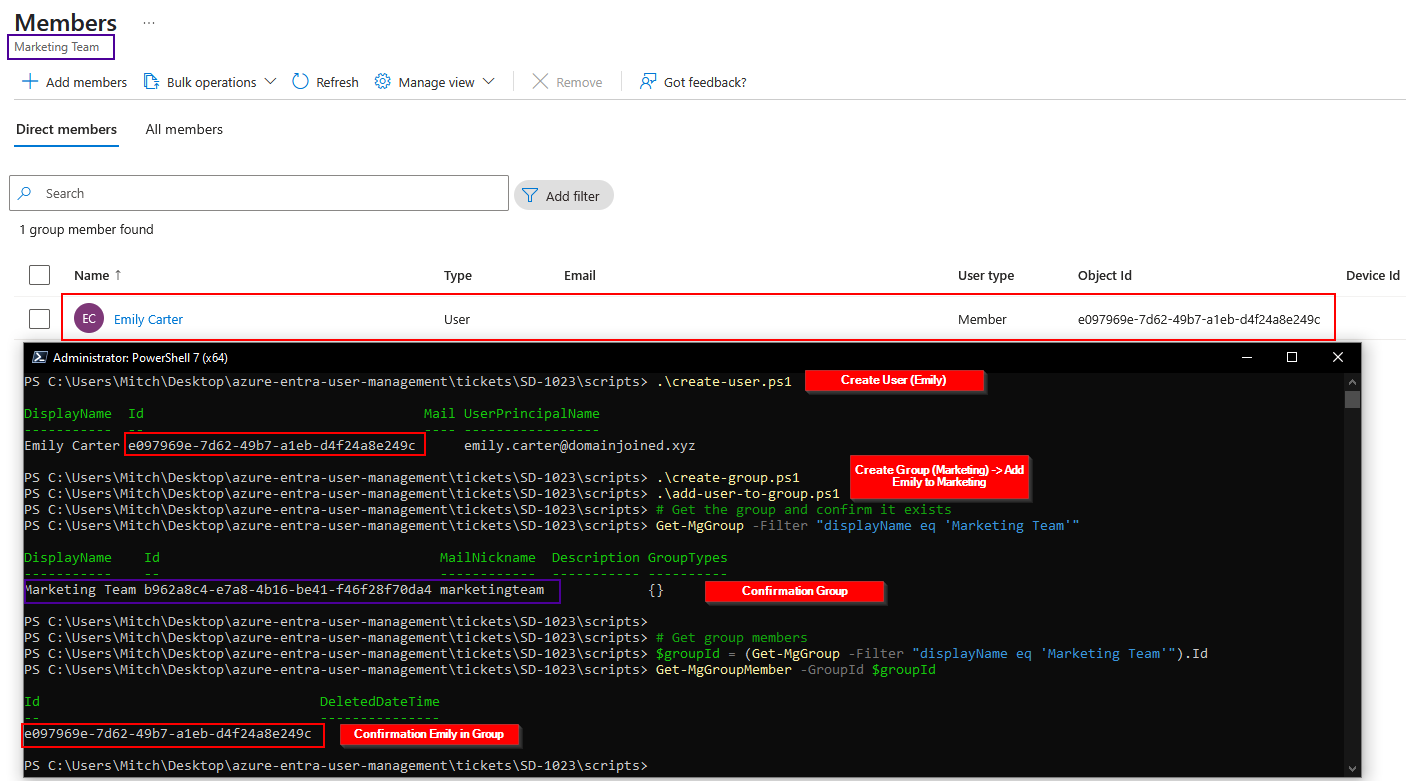 Members ...
Marketing Team
Add members Bulk operations Refresh Manage view Remove Got feedback?
Direct members All members
Search Add filter
1 group member found
Name ↑ Type Email User type Object Id Device Id
EC Emily Carter User Member e097969e-7d62-49b7-a1eb-d4f24a8e249c
Administrator: PowerShell 7 (x64)
PS C:\Users\Mitch\Desktop\azure-entra-user-management\tickets\SD-1023\scripts> .\create-user.ps1 Create User (Emily)
DisplayName Id Mail UserPrincipalName
----------- -- ---- -----------------
Emily Carter e097969e-7d62-49b7-a1eb-d4f24a8e249c emily.carter@domainjoined.xyz
Create Group (Marketing) -> Add
Emily to Marketing
PS C:\Users\Mitch\Desktop\azure-entra-user-management\tickets\SD-1023\scripts> .\create-group.ps1
PS C:\Users\Mitch\Desktop\azure-entra-user-management\tickets\SD-1023\scripts> .\add-user-to-group.ps1
PS C:\Users\Mitch\Desktop\azure-entra-user-management\tickets\SD-1023\scripts> # Get the group and confirm it exists
PS C:\Users\Mitch\Desktop\azure-entra-user-management\tickets\SD-1023\scripts> Get-MgGroup -Filter "displayName eq 'Marketing Team'"
DisplayName Id MailNickname Description GroupTypes
----------- -- ------------ ----------- ----------
Marketing Team b962a8c4-e7a8-4b16-be41-f46f28f70da4 marketingteam {} Confirmation Group
PS C:\Users\Mitch\Desktop\azure-entra-user-management\tickets\SD-1023\scripts>
PS C:\Users\Mitch\Desktop\azure-entra-user-management\tickets\SD-1023\scripts> # Get group members
PS C:\Users\Mitch\Desktop\azure-entra-user-management\tickets\SD-1023\scripts> $groupId = (Get-MgGroup -Filter "displayName eq 'Marketing Team'").Id
PS C:\Users\Mitch\Desktop\azure-entra-user-management\tickets\SD-1023\scripts> Get-MgGroupMember -GroupId $groupId
Id DeletedDateTime
-- ---------------
e097969e-7d62-49b7-a1eb-d4f24a8e249c Confirmation Emily in Group
PS C:\Users\Mitch\Desktop\azure-entra-user-management\tickets\SD-1023\scripts>